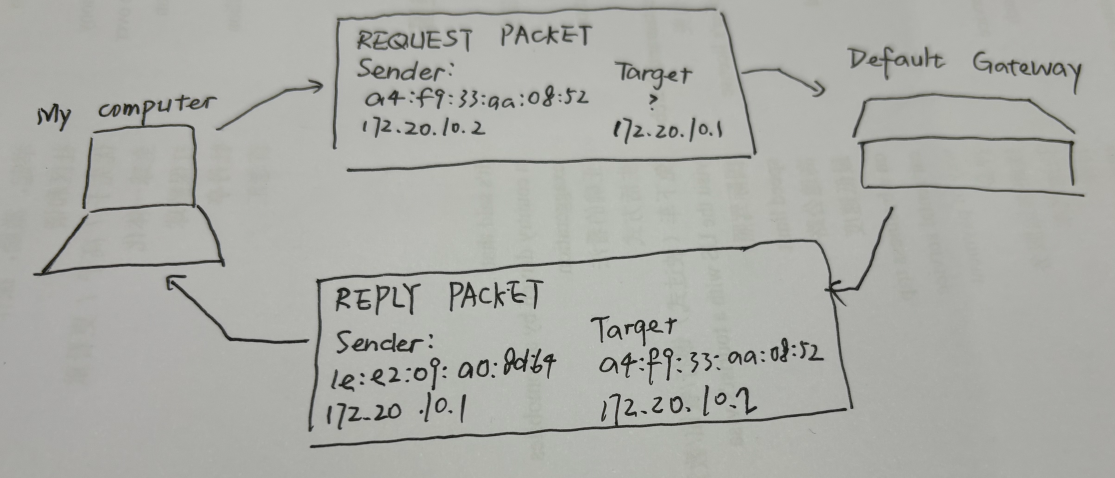 My computer
REQUEST PACKET
Sender:
a4:f9:33:aa:08:52
172.20.10.2
Target
?
172.20.10.1
Default Gateway
REPLY PACKET
Sender:
1e:e2:09:a0:8d:64
172.20.10.1
Target
a4:f9:33:aa:08:52
172.20.10.2